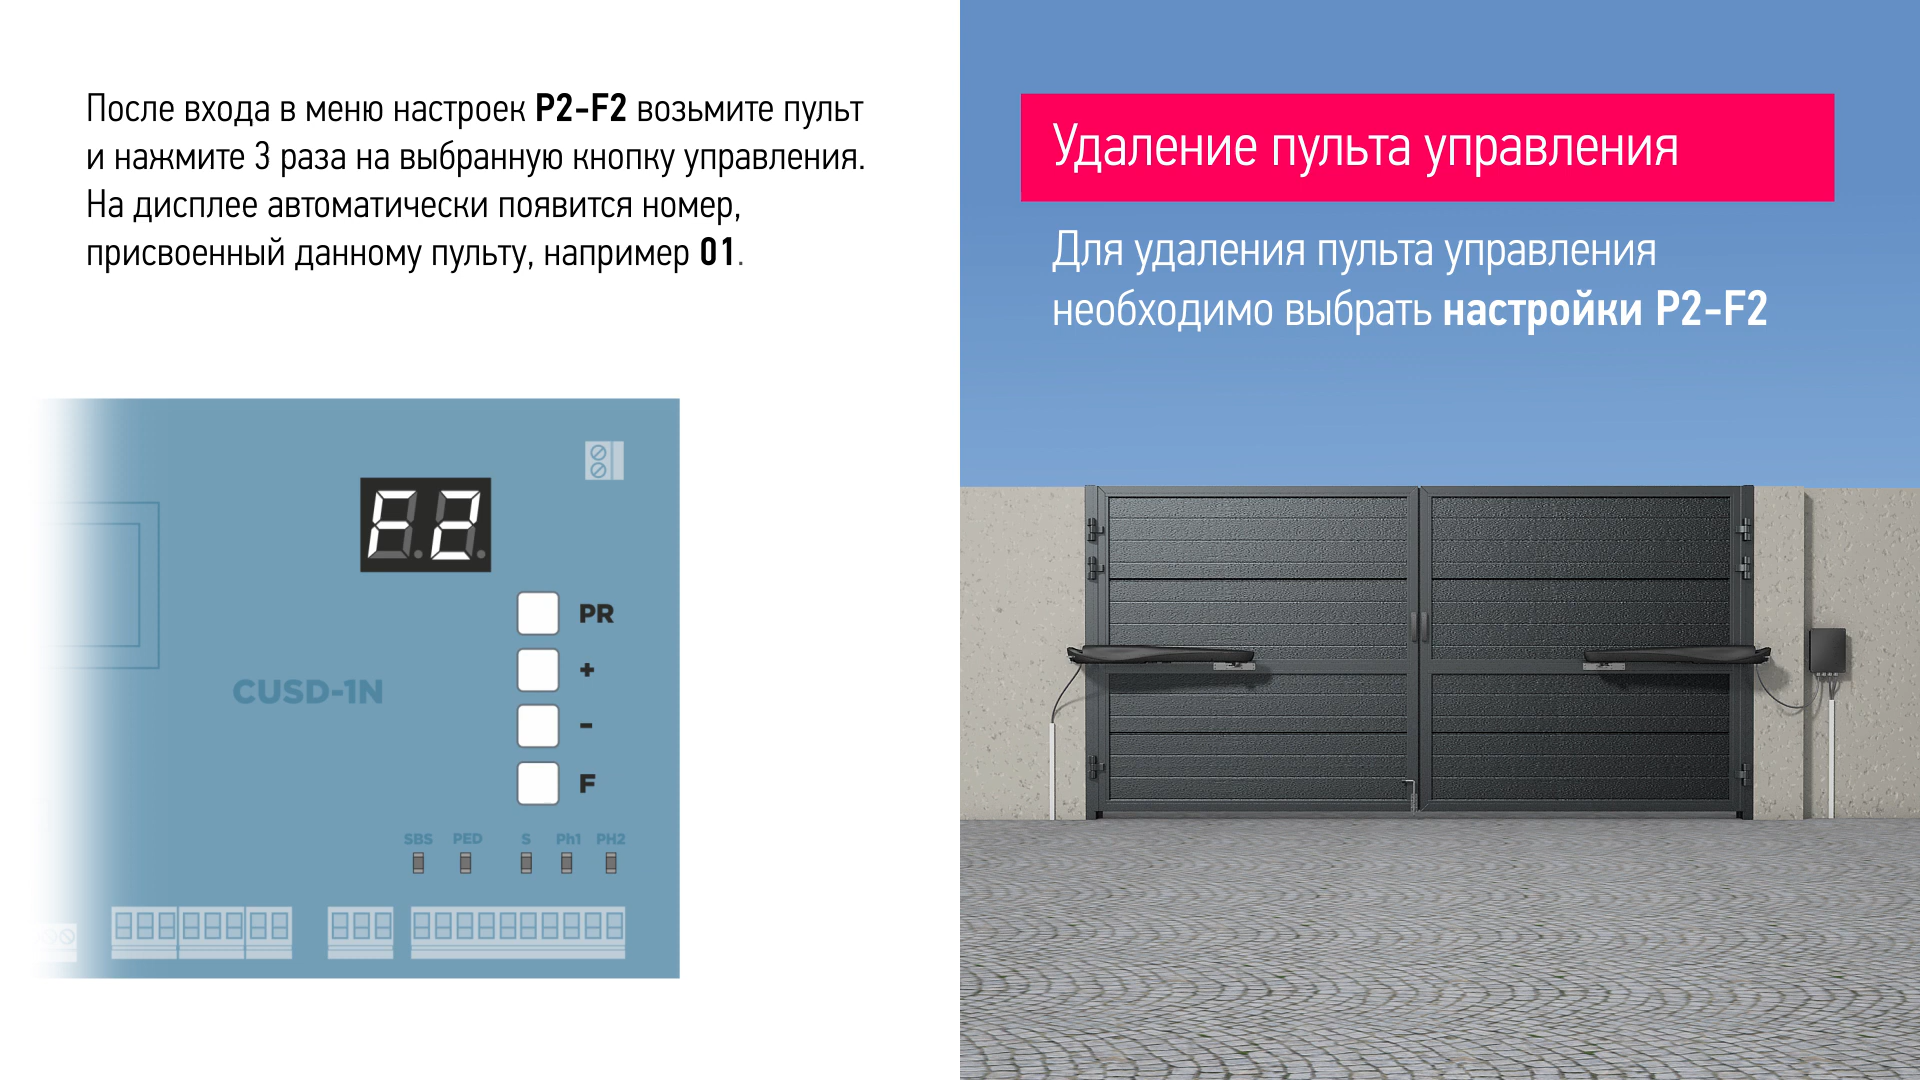 После входа в меню настроек P2-F2 возьмите пульт
и нажмите 3 раза на выбранную кнопку управления.
На дисплее автоматически появится номер,
присвоенный данному пульту, например 01.
F2
PR
+
-
F
CUSD-1N
SBS PED S Ph1 PH2
Удаление пульта управления
Для удаления пульта управления
необходимо выбрать настройки P2-F2